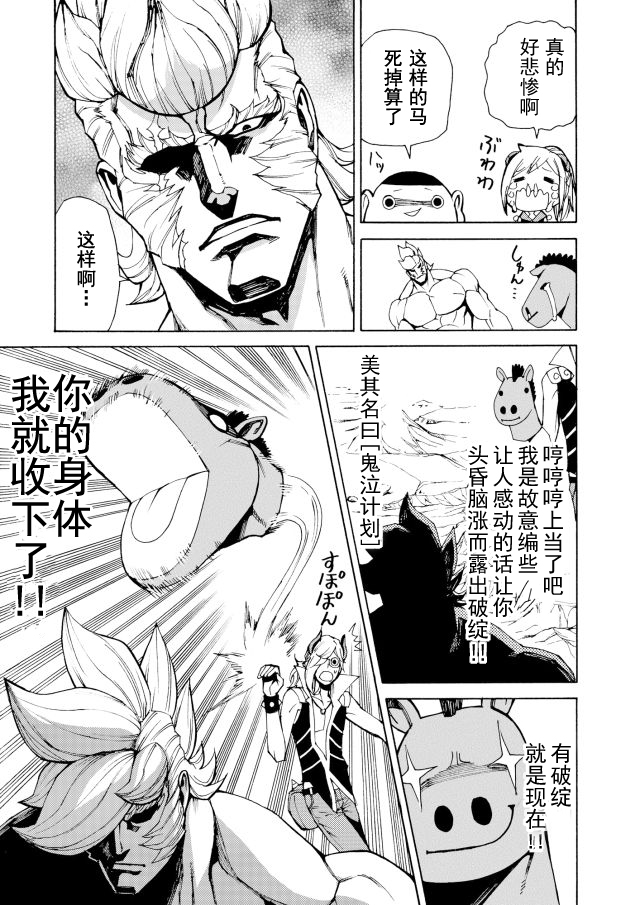 真的
好悲惨啊
ぶわわ
这样的马
死掉算了
ハッ
しゅん…
这样啊…
哼哼哼上当了吧
我是故意编些
让人感动的话让你
头昏脑涨而露出破绽!!
美其名曰[鬼泣计划]
有破绽
就是现在!!
すぽぽん
你的身体
我就收下了!!